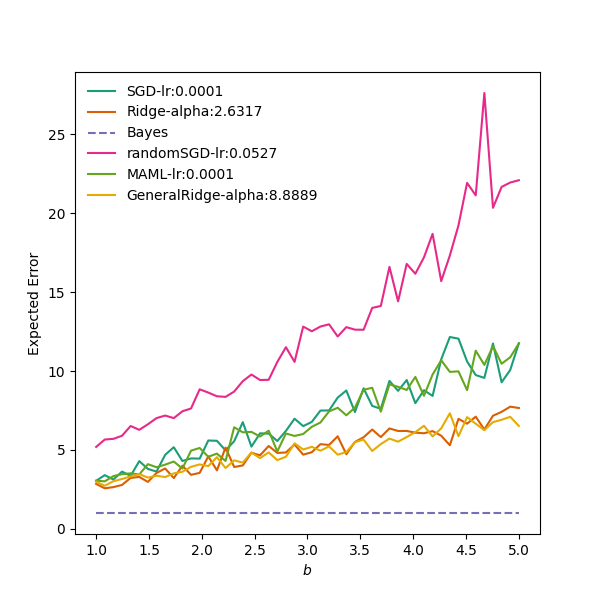 SGD-lr:0.0001
Ridge-alpha:2.6317
Bayes
randomSGD-lr:0.0527
MAML-lr:0.0001
GeneralRidge-alpha:8.8889
Expected Error
25
20
15
10
5
0
1.0 1.5 2.0 2.5 3.0 3.5 4.0 4.5 5.0
b